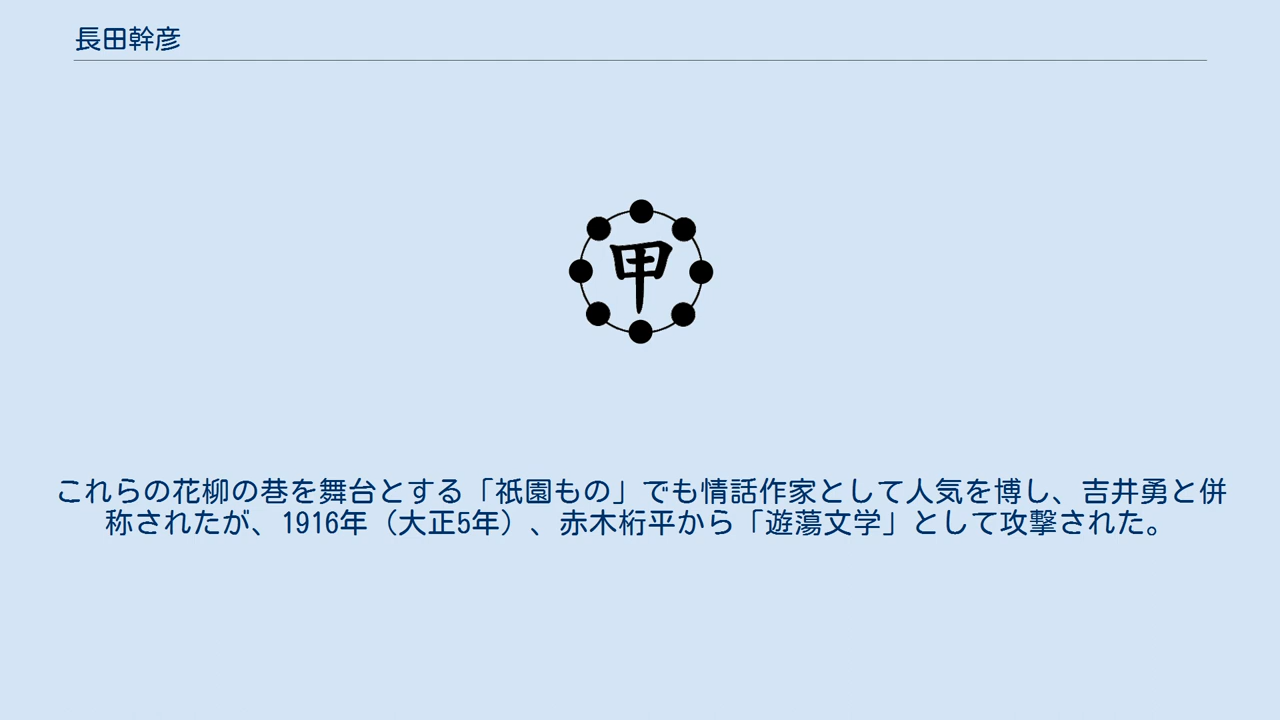 長田幹彦
甲
これらの花柳の巷を舞台とする「祇園もの」でも情話作家として人気を博し、吉井勇と併
称されたが、1916年（大正5年）、赤木桁平から「遊蕩文学」として攻撃された。